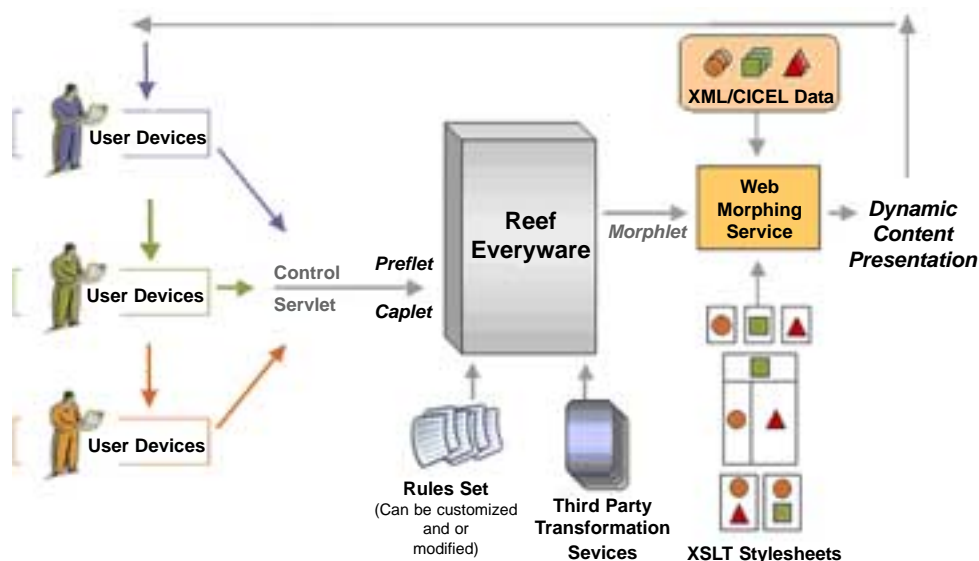 XML/CICEL Data
User Devices
User Devices
User Devices
Control
Servlet
Preflet
Caplet
Reef
Everyware
Morphlet
Web
Morphing
Service
Dynamic
Content
Presentation
Rules Set
(Can be customized
and or
modified)
Third Party
Transformation
Sevices
XSLT Stylesheets